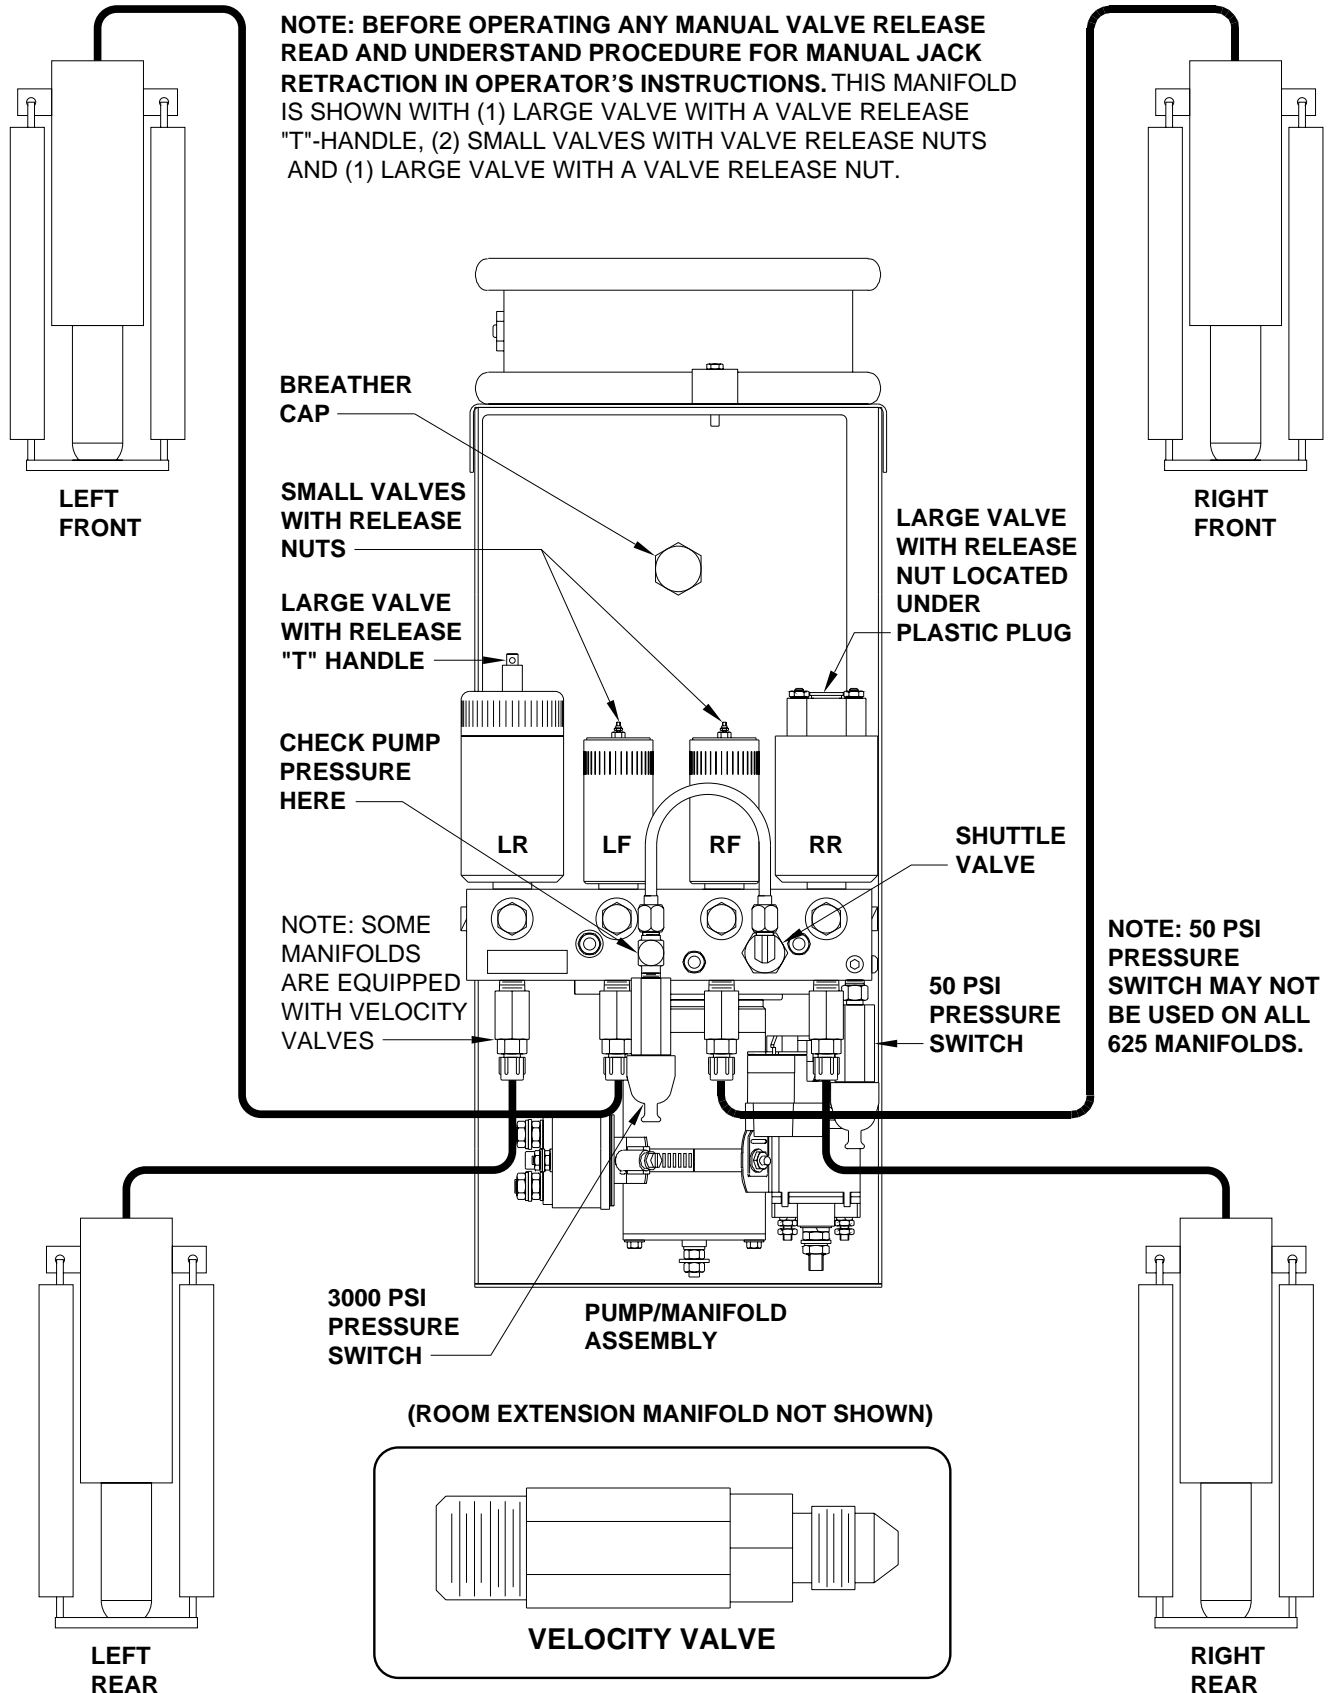 NOTE: BEFORE OPERATING ANY MANUAL VALVE RELEASE
READ AND UNDERSTAND PROCEDURE FOR MANUAL JACK
RETRACTION IN OPERATOR'S INSTRUCTIONS. THIS MANIFOLD
IS SHOWN WITH (1) LARGE VALVE WITH A VALVE RELEASE
"T"-HANDLE, (2) SMALL VALVES WITH VALVE RELEASE NUTS
AND (1) LARGE VALVE WITH A VALVE RELEASE NUT.
LEFT
FRONT
RIGHT
FRONT
BREATHER
CAP
SMALL VALVES
WITH RELEASE
NUTS
LARGE VALVE
WITH RELEASE
"T" HANDLE
LARGE VALVE
WITH RELEASE
NUT LOCATED
UNDER
PLASTIC PLUG
CHECK PUMP
PRESSURE
HERE
LR
LF
RF
RR
SHUTTLE
VALVE
NOTE: SOME
MANIFOLDS
ARE EQUIPPED
WITH VELOCITY
VALVES
50 PSI
PRESSURE
SWITCH
NOTE: 50 PSI
PRESSURE
SWITCH MAY NOT
BE USED ON ALL
625 MANIFOLDS.
3000 PSI
PRESSURE
SWITCH
PUMP/MANIFOLD
ASSEMBLY
(ROOM EXTENSION MANIFOLD NOT SHOWN)
VELOCITY VALVE
LEFT
REAR
RIGHT
REAR